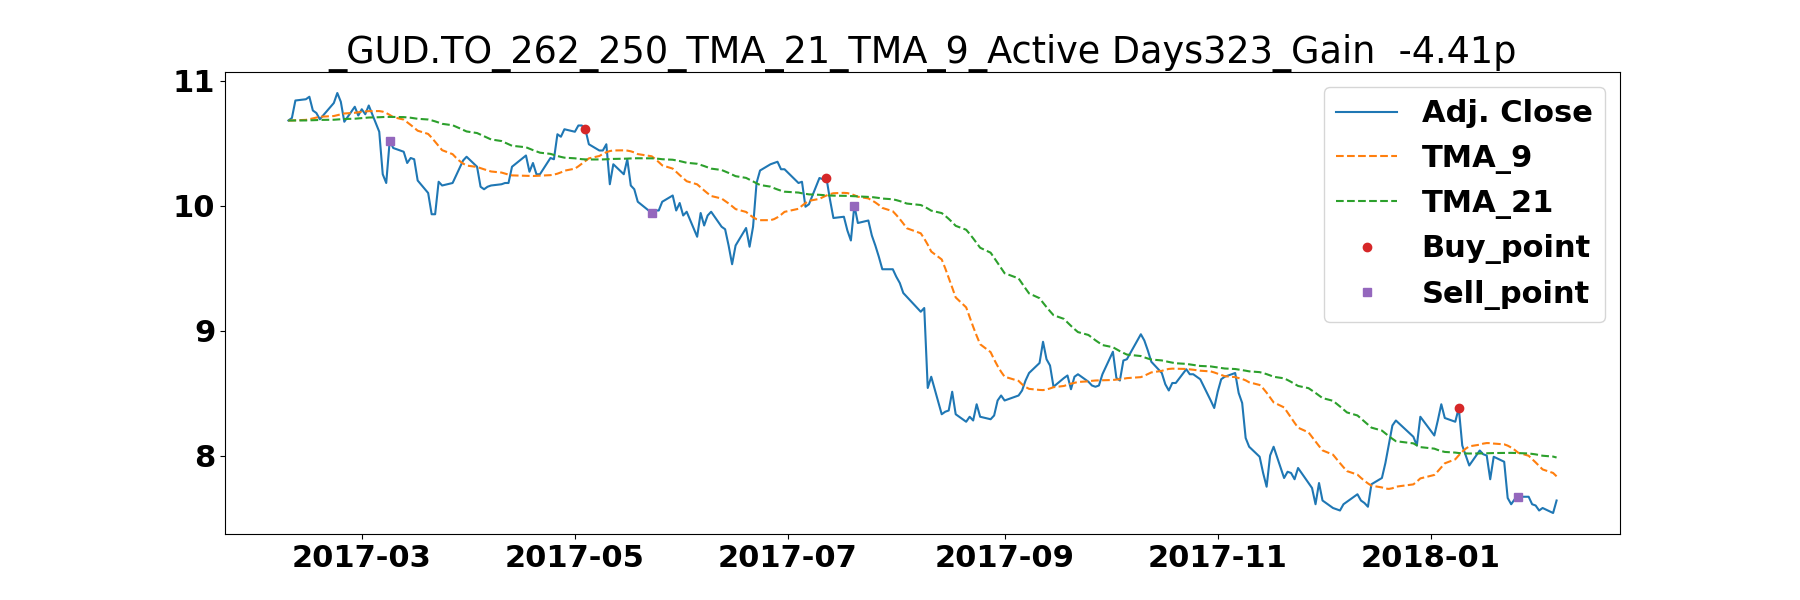 _GUD.TO_262_250_TMA_21_TMA_9_Active Days323_Gain  -4.41p
11
10
9
8
Adj. Close
TMA_9
TMA_21
Buy_point
Sell_point
2017-03 2017-05 2017-07 2017-09 2017-11 2018-01